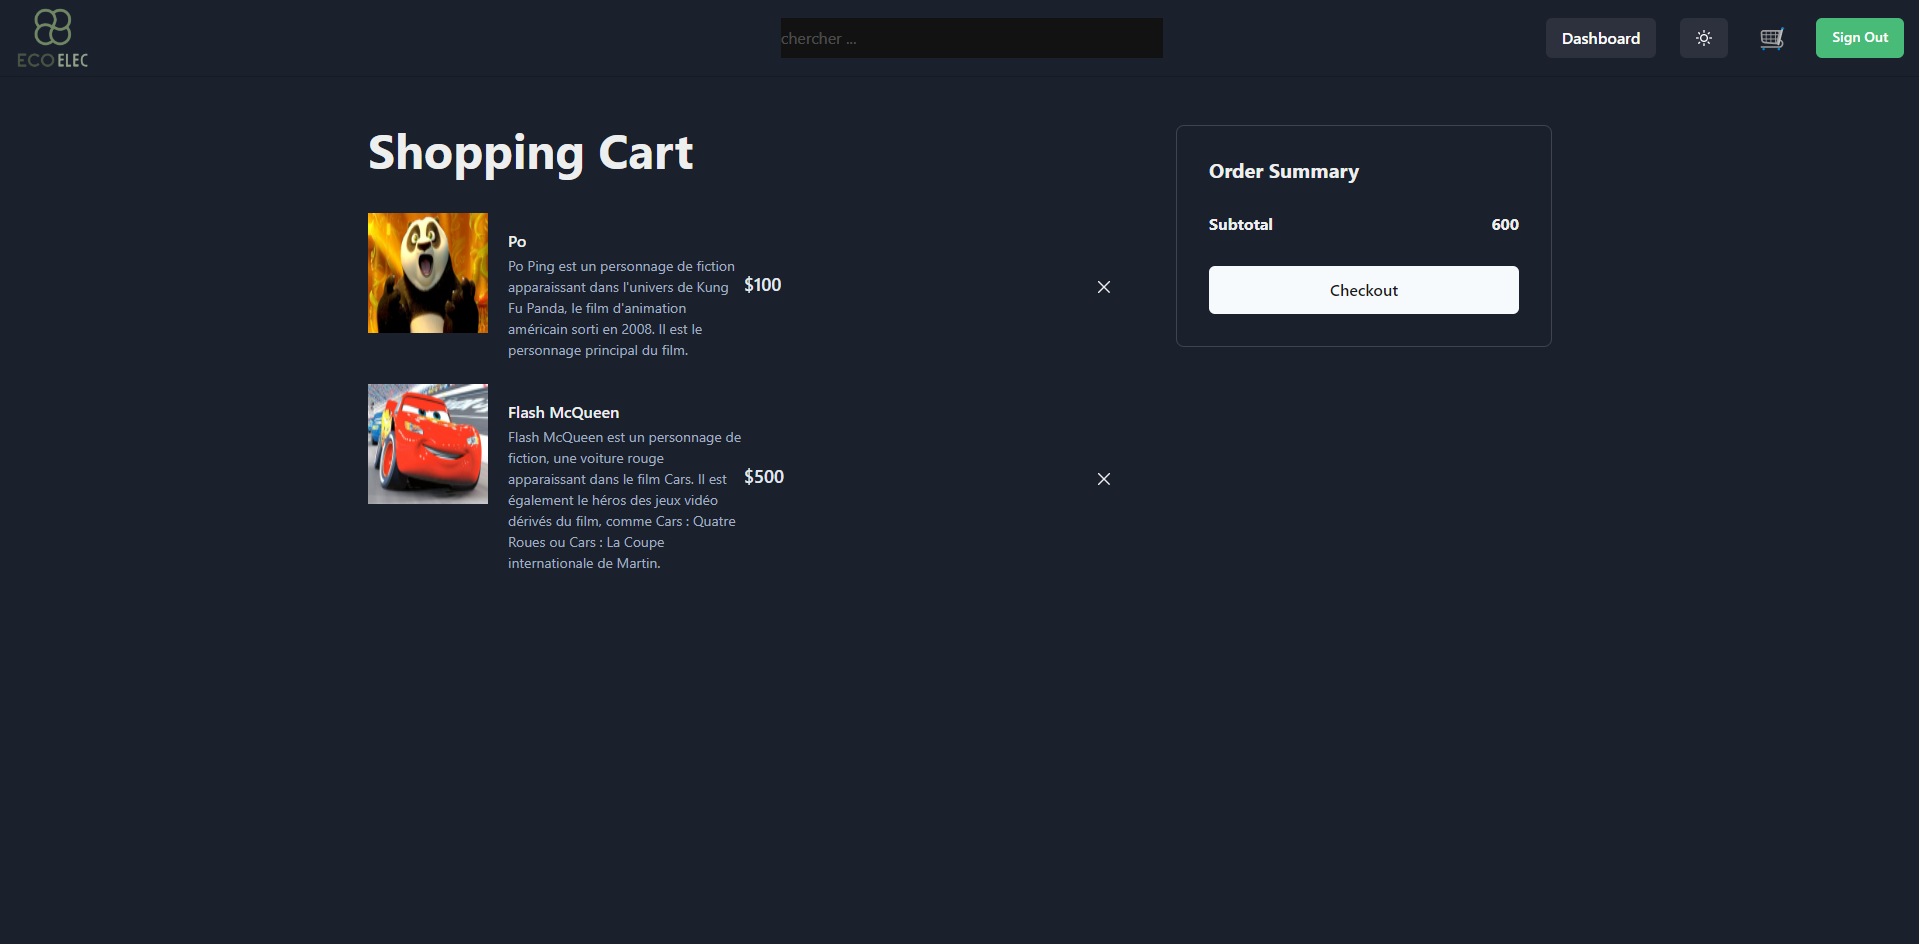 ECO ELEC
chercher ...
Dashboard
Sign Out
Shopping Cart
Po
Po Ping est un personnage de fiction
apparaissant dans l'univers de Kung
Fu Panda, le film d'animation
américain sorti en 2008. Il est le
personnage principal du film.
$100
Flash McQueen
Flash McQueen est un personnage de
fiction, une voiture rouge
apparaissant dans le film Cars. Il est
également le héros des jeux vidéo
dérivés du film, comme Cars : Quatre
Roues ou Cars : La Coupe
internationale de Martin.
$500
Order Summary
Subtotal 600
Checkout